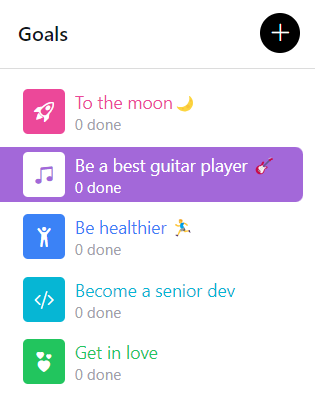 Goals
To the moon 🌙
0 done
Be a best guitar player 🎸
0 done
Be healthier 🏃‍♂️
0 done
Become a senior dev
0 done
Get in love
0 done